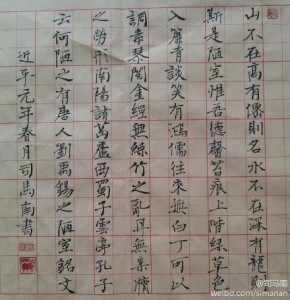 山不在高有仙則名水不在深有龍
斯是陋室惟吾德馨苔痕上階綠草色
入簾青談笑有鴻儒往來無白丁可以
調素琴閱金經無絲竹之亂耳無案牘
之勞形南陽諸葛廬西蜀子雲亭孔子
云何陋之有唐人劉禹錫之陋室銘文
近平元年春月司馬南書
@司马南
weibo.com/simanan